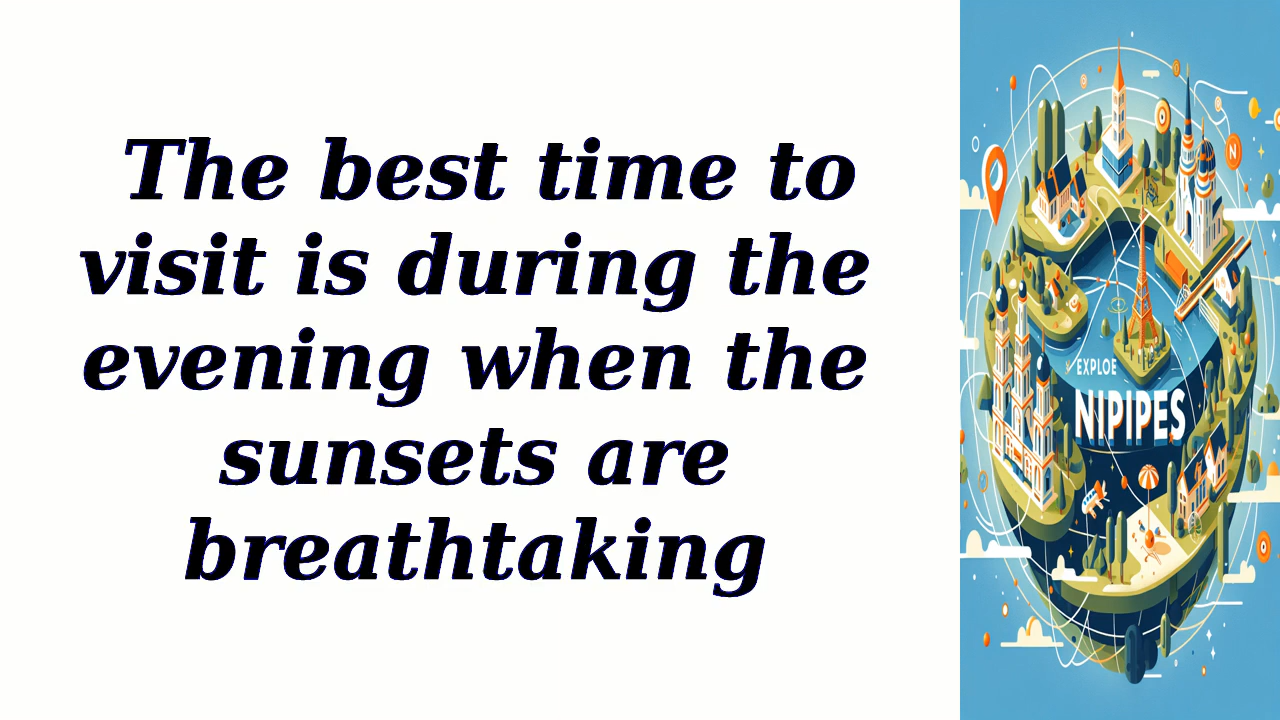 The best time to
visit is during the
evening when the
sunsets are
breathtaking
N
EXPLOE
NIPIPES